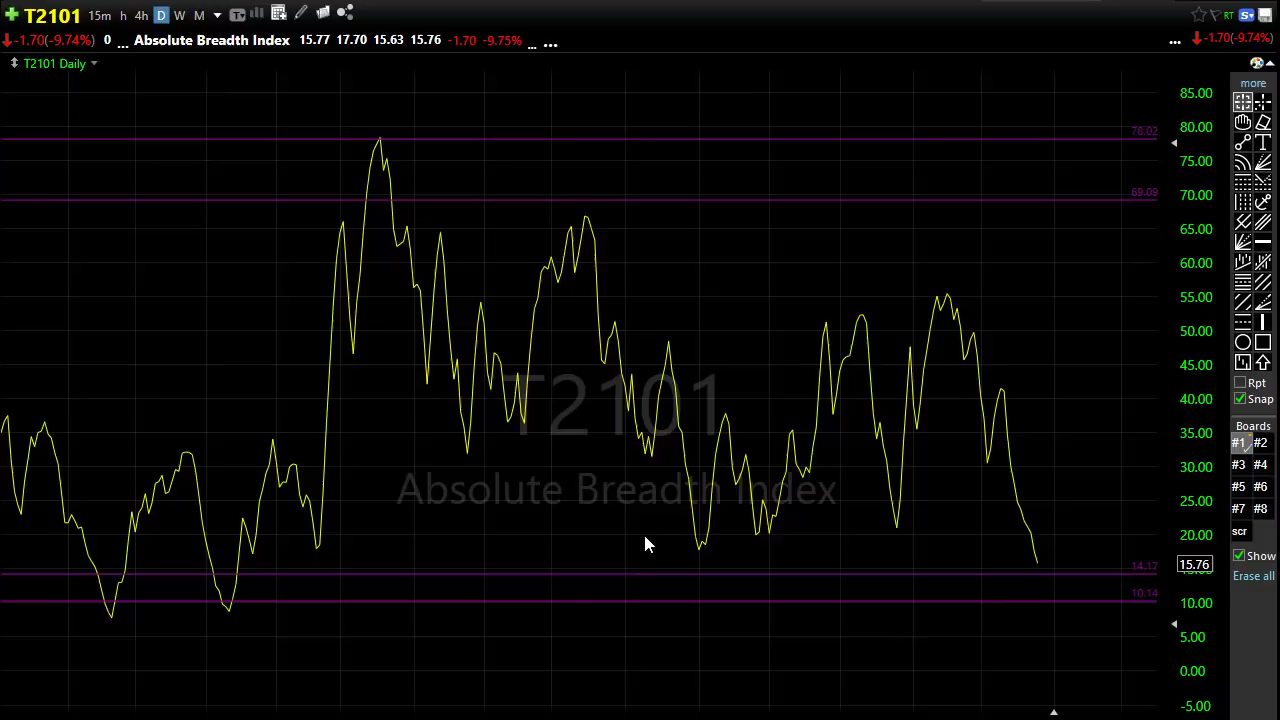 T2101 15m h 4h D W M T RT S
-1.70(-9.74%) 0 ... Absolute Breadth Index 15.77 17.70 15.63 15.76 -1.70 -9.75% ... ... ... -1.70(-9.74%)
T2101 Daily
more
85.00
80.00
78.02
75.00
70.00
69.09
65.00
60.00
55.00
50.00
45.00
40.00
35.00
30.00
25.00
20.00
15.76
14.17
10.14
10.00
5.00
0.00
-5.00
T2101
Absolute Breadth Index
T
Rpt
Snap
Boards
#1 #2
#3 #4
#5 #6
#7 #8
scr
Show
Erase all